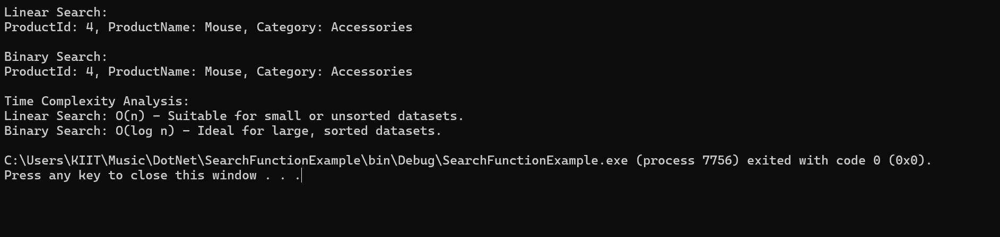 Linear Search:
ProductId: 4, ProductName: Mouse, Category: Accessories
Binary Search:
ProductId: 4, ProductName: Mouse, Category: Accessories
Time Complexity Analysis:
Linear Search: O(n) - Suitable for small or unsorted datasets.
Binary Search: O(log n) - Ideal for large, sorted datasets.
C:\Users\KIIT\Music\DotNet\SearchFunctionExample\bin\Debug\SearchFunctionExample.exe (process 7756) exited with code 0 (0x0).
Press any key to close this window . . .